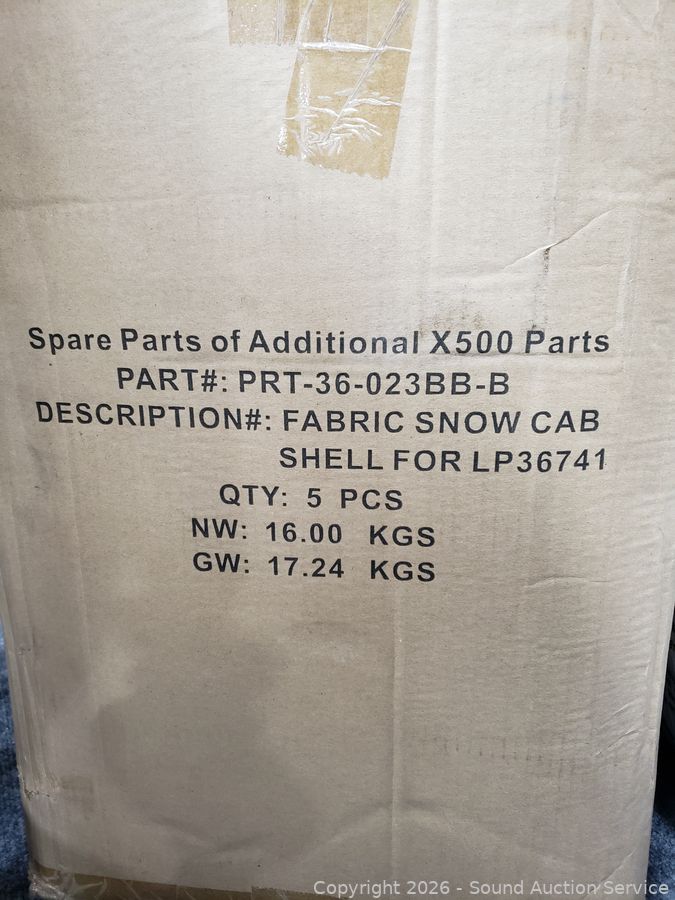 Spare Parts of Additional X500 Parts
PART#: PRT-36-023BB-B
DESCRIPTION#: FABRIC SNOW CAB
SHELL FOR LP36741
QTY: 5 PCS
NW: 16.00 KGS
GW: 17.24 KGS
Copyright 2026 - Sound Auction Service